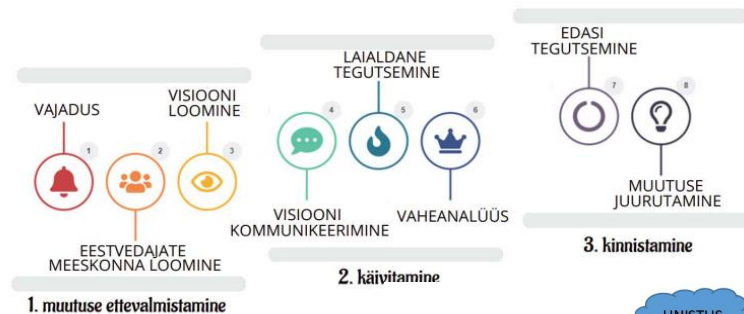 VAJADUS
1
EESTVEDAJATE
MEESKONNA LOOMINE
2
VISIOONI
LOOMINE
3
1. muutuse ettevalmistamine
VISIOONI
KOMMUNIKEERIMINE
4
LAIALDANE
TEGUTSEMINE
5
VAHEANALÜÜS
6
2. käivitamine
EDASI
TEGUTSEMINE
7
MUUTUSE
JUURUTAMINE
8
3. kinnistamine
UNISTUS